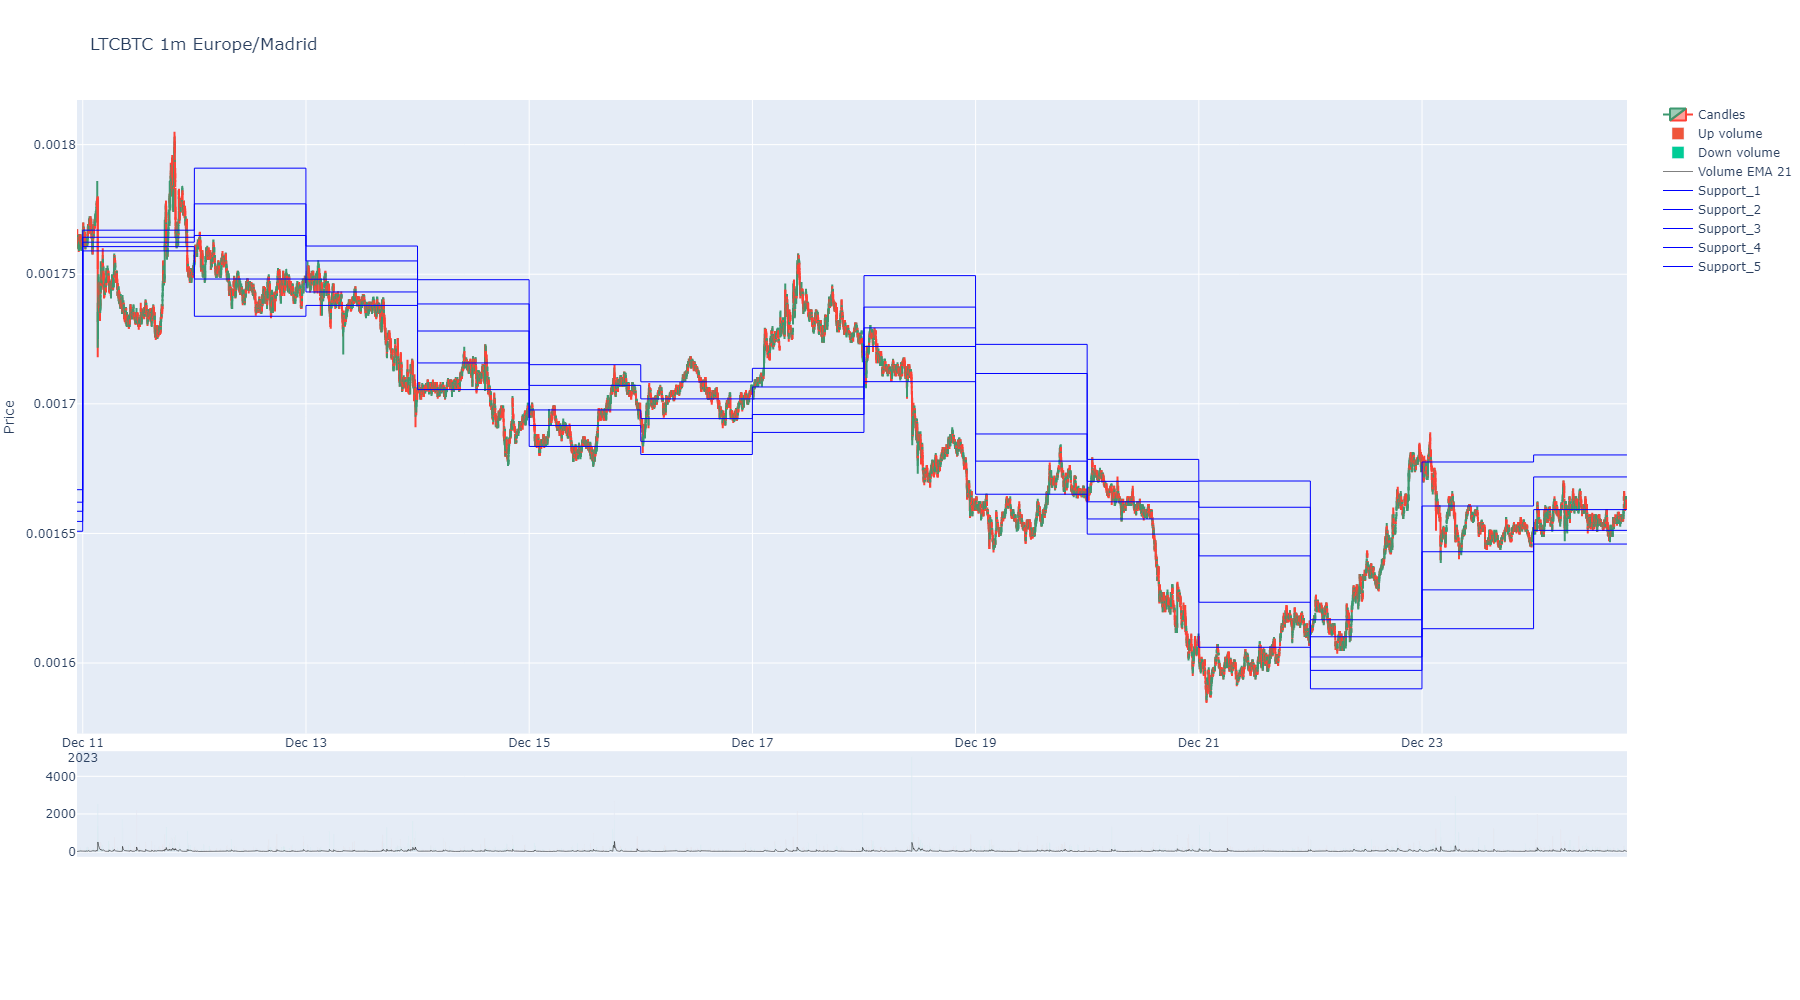 LTCBTC 1m Europe/Madrid
Candles
Up volume
Down volume
Volume EMA 21
Support_1
Support_2
Support_3
Support_4
Support_5
Price
0.0018
0.00175
0.0017
0.00165
0.0016
Dec 11
2023
Dec 13
Dec 15
Dec 17
Dec 19
Dec 21
Dec 23
4000
2000
0